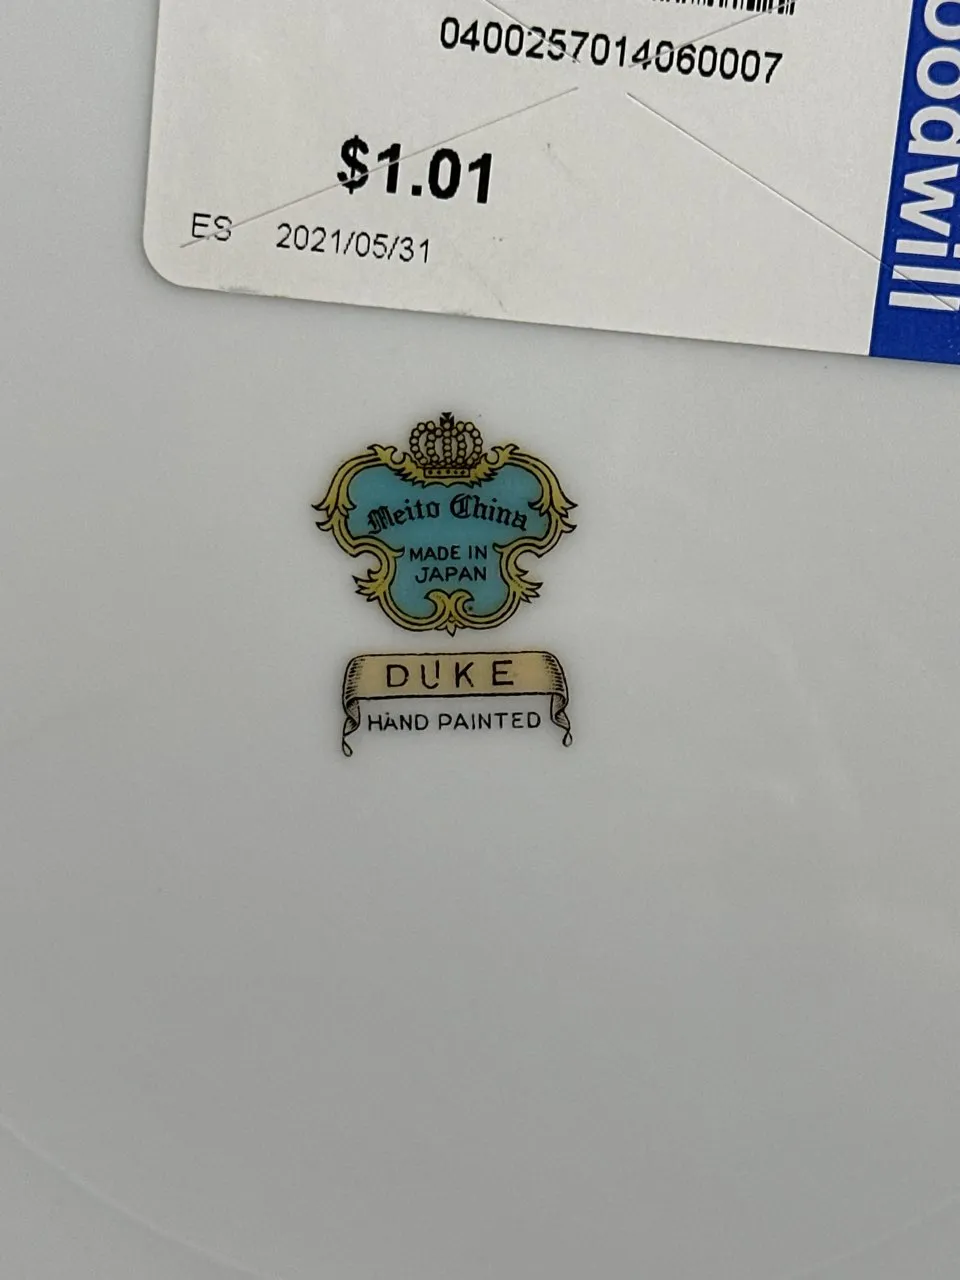 0400257014060007
$1.01
ES 2021/05/31
Meito China
MADE IN
JAPAN
DUKE
HAND PAINTED